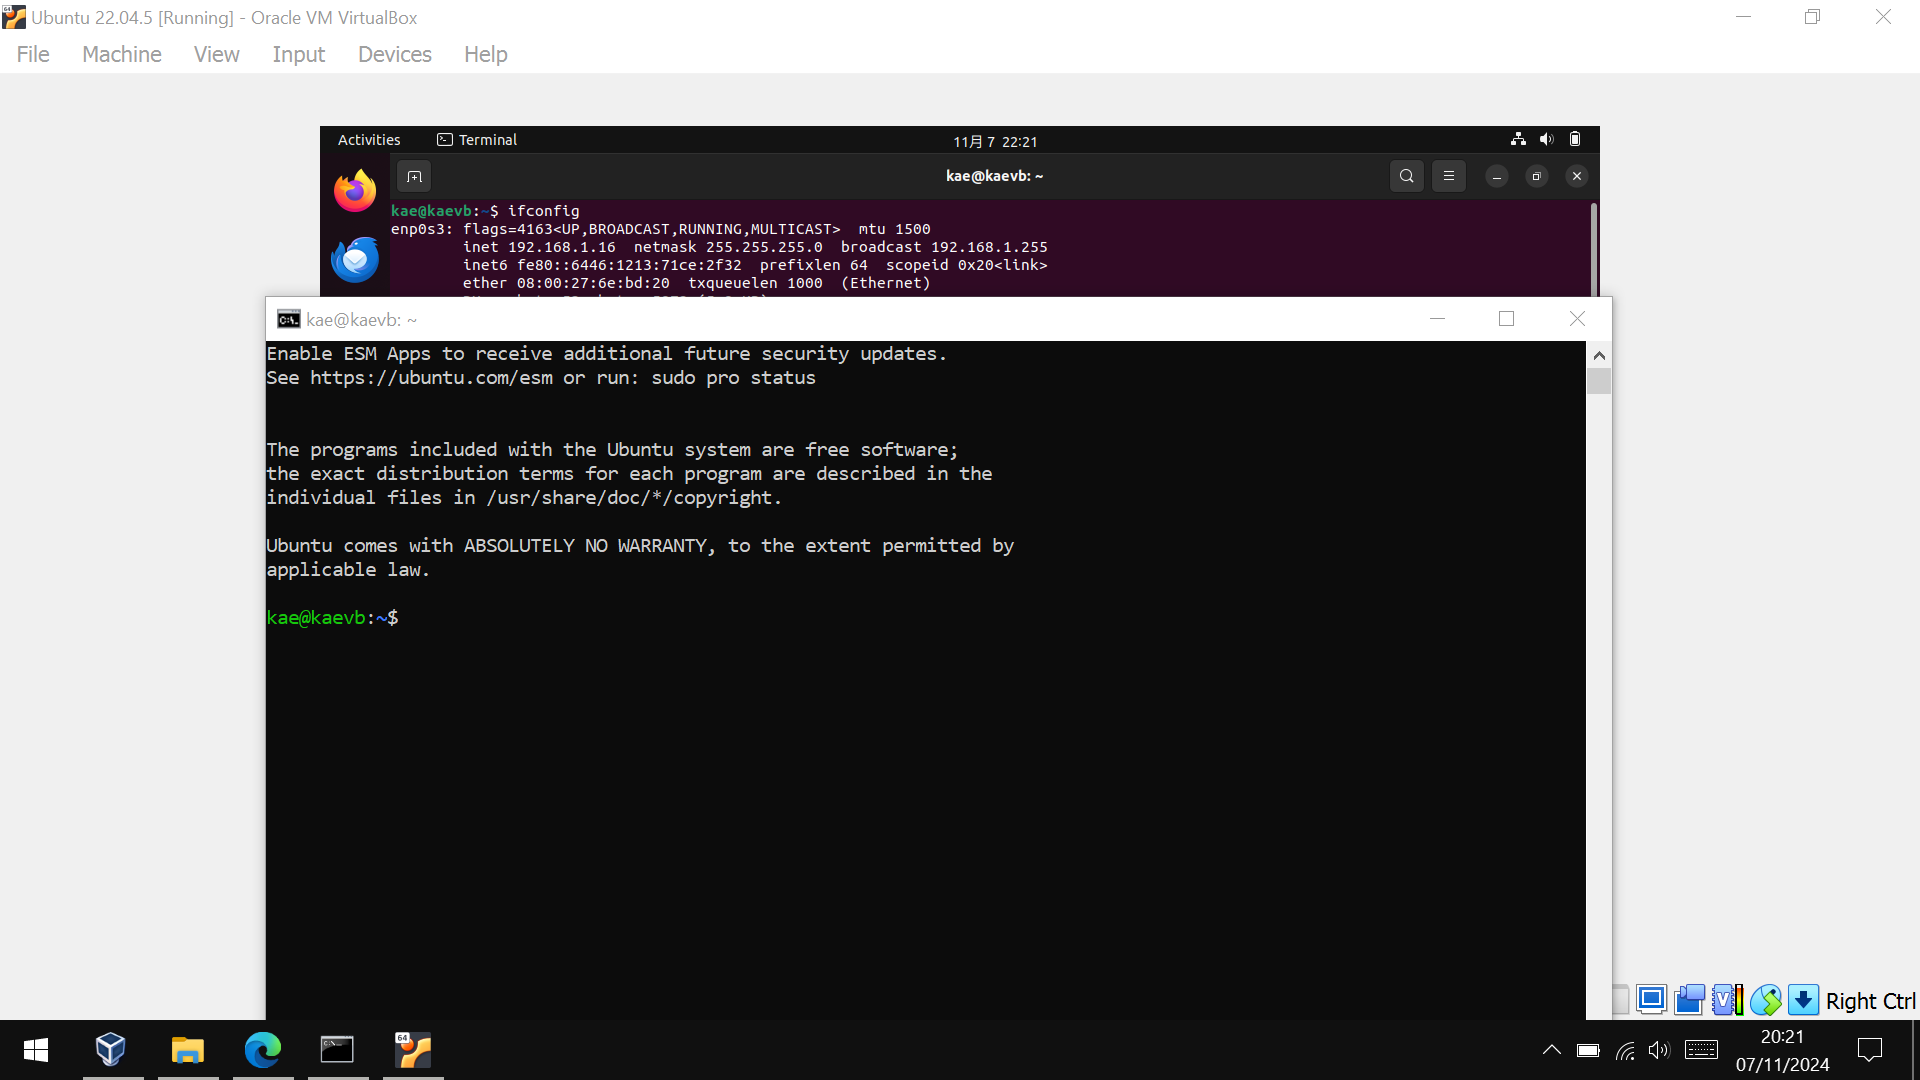 Ubuntu 22.04.5 [Running] - Oracle VM VirtualBox
File Machine View Input Devices Help
Activities Terminal 11月 7 22:21
kae@kaevb: ~
kae@kaevb:~$ ifconfig
enp0s3: flags=4163<UP,BROADCAST,RUNNING,MULTICAST> mtu 1500
inet 192.168.1.16 netmask 255.255.255.0 broadcast 192.168.1.255
inet6 fe80::6446:1213:71ce:2f32 prefixlen 64 scopeid 0x20<link>
ether 08:00:27:6e:bd:20 txqueuelen 1000 (Ethernet)
kae@kaevb: ~
Enable ESM Apps to receive additional future security updates.
See https://ubuntu.com/esm or run: sudo pro status
The programs included with the Ubuntu system are free software;
the exact distribution terms for each program are described in the
individual files in /usr/share/doc/*/copyright.
Ubuntu comes with ABSOLUTELY NO WARRANTY, to the extent permitted by
applicable law.
kae@kaevb:~$
Right Ctrl
64
20:21
07/11/2024